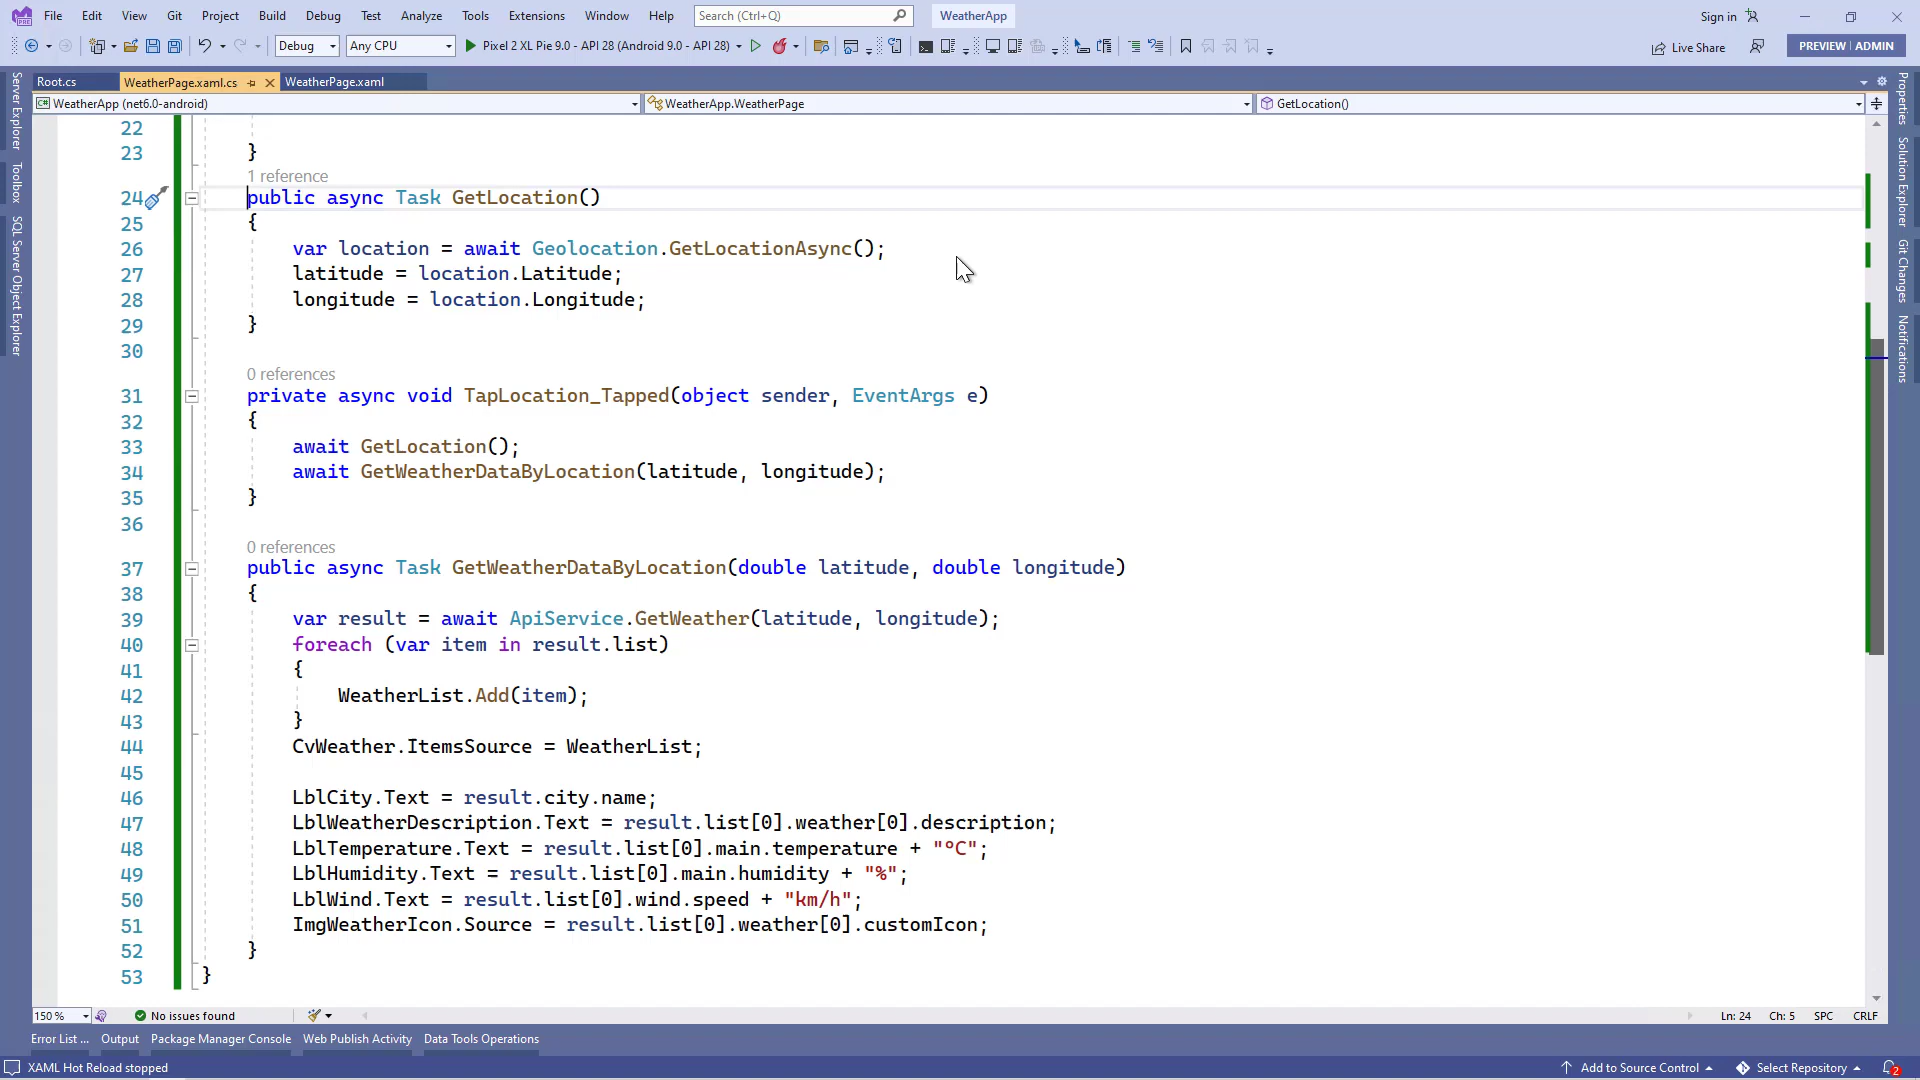 File Edit View Git Project Build Debug Test Analyze Tools Extensions Window Help Search (Ctrl+Q) WeatherApp Sign in
Debug Any CPU Pixel 2 XL Pie 9.0 - API 28 (Android 9.0 - API 28) Live Share PREVIEW | ADMIN
Root.cs WeatherPage.xaml.cs WeatherPage.xaml
WeatherApp (net6.0-android) WeatherApp.WeatherPage GetLocation()
Server Explorer
Toolbox
SQL Server Object Explorer
22
23 }
1 reference
24 public async Task GetLocation()
25 {
26 var location = await Geolocation.GetLocationAsync();
27 latitude = location.Latitude;
28 longitude = location.Longitude;
29 }
30
0 references
31 private async void TapLocation_Tapped(object sender, EventArgs e)
32 {
33 await GetLocation();
34 await GetWeatherDataByLocation(latitude, longitude);
35 }
36
0 references
37 public async Task GetWeatherDataByLocation(double latitude, double longitude)
38 {
39 var result = await ApiService.GetWeather(latitude, longitude);
40 foreach (var item in result.list)
41 {
42 WeatherList.Add(item);
43 }
44 CvWeather.ItemsSource = WeatherList;
45
46 LblCity.Text = result.city.name;
47 LblWeatherDescription.Text = result.list[0].weather[0].description;
48 LblTemperature.Text = result.list[0].main.temperature + "°C";
49 LblHumidity.Text = result.list[0].main.humidity + "%";
50 LblWind.Text = result.list[0].wind.speed + "km/h";
51 ImgWeatherIcon.Source = result.list[0].weather[0].customIcon;
52 }
53 }
Properties
Solution Explorer
Git Changes
Notifications
150 % No issues found Ln: 24 Ch: 5 SPC CRLF
Error List ... Output Package Manager Console Web Publish Activity Data Tools Operations
XAML Hot Reload stopped Add to Source Control Select Repository 2